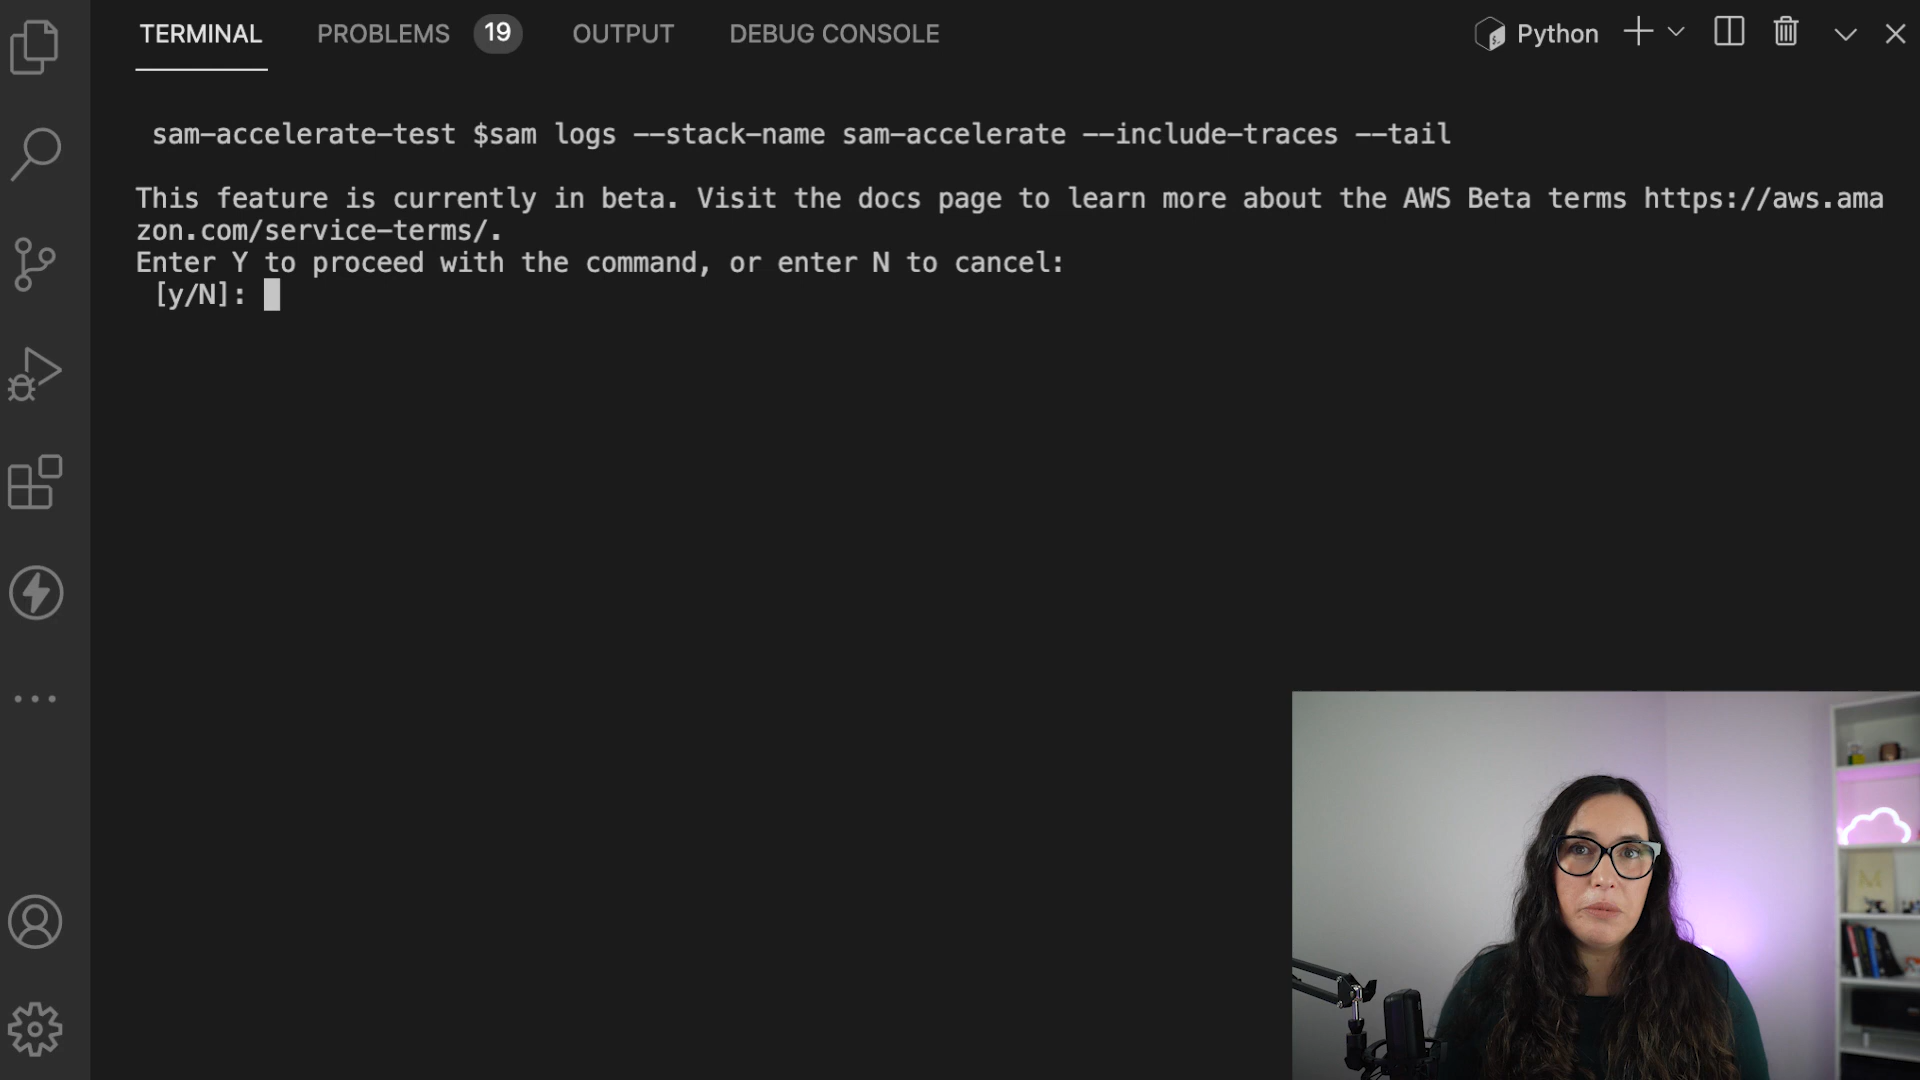 TERMINAL PROBLEMS 19 OUTPUT DEBUG CONSOLE Python
sam-accelerate-test $sam logs --stack-name sam-accelerate --include-traces --tail
This feature is currently in beta. Visit the docs page to learn more about the AWS Beta terms https://aws.ama
zon.com/service-terms/.
Enter Y to proceed with the command, or enter N to cancel:
[y/N]: